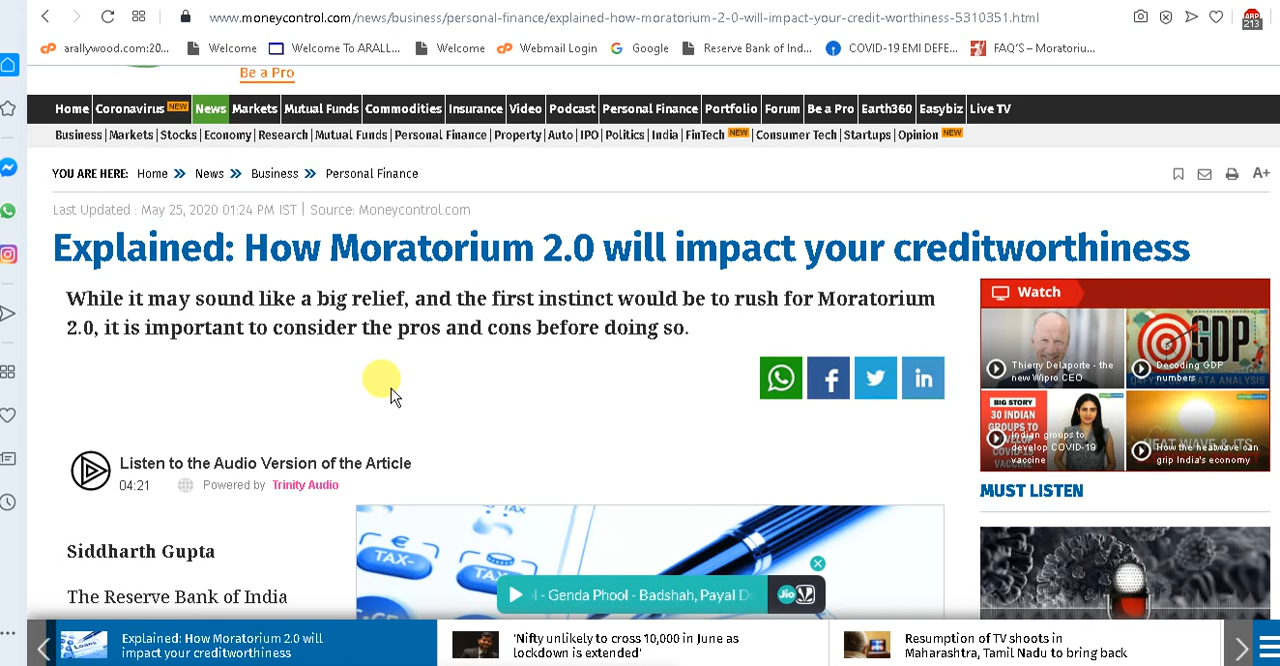 www.moneycontrol.com/news/business/personal-finance/explained-how-moratorium-2-0-will-impact-your-credit-worthiness-5310351.html
ARP
213
arallywood.com:20... Welcome Welcome To ARALL... Welcome Webmail Login Google Reserve Bank of Ind... COVID-19 EMI DEFE... FAQ'S – Moratoriu...
Be a Pro
Home Coronavirus NEW News Markets Mutual Funds Commodities Insurance Video Podcast Personal Finance Portfolio Forum Be a Pro Earth360 Easybiz Live TV
Business | Markets | Stocks | Economy | Research | Mutual Funds | Personal Finance | Property | Auto | IPO | Politics | India | FinTech NEW | Consumer Tech | Startups | Opinion NEW
YOU ARE HERE: Home News Business Personal Finance A+
Last Updated : May 25, 2020 01:24 PM IST | Source: Moneycontrol.com
Explained: How Moratorium 2.0 will impact your creditworthiness
While it may sound like a big relief, and the first instinct would be to rush for Moratorium
2.0, it is important to consider the pros and cons before doing so.
Watch
Thierry Delaporte - the
new Wipro CEO
GDP
Decoding GDP
numbers
DATA ANALYSIS
BIG STORY
30 INDIAN
GROUPS TO
Indian groups to
develop COVID-19
vaccine
HEAT WAVE & ITS
How the heatwave can
grip India's economy
Listen to the Audio Version of the Article
04:21 Powered by Trinity Audio
MUST LISTEN
Siddharth Gupta
The Reserve Bank of India
TAX-
TAX
- Genda Phool - Badshah, Payal De
Jio
Loans
Explained: How Moratorium 2.0 will
impact your creditworthiness
'Nifty unlikely to cross 10,000 in June as
lockdown is extended'
Resumption of TV shoots in
Maharashtra, Tamil Nadu to bring back